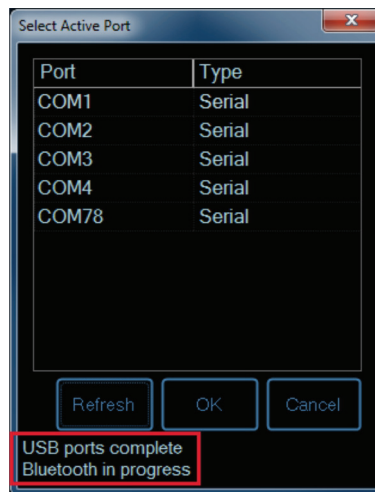 Select Active Port
Port Type
COM1 Serial
COM2 Serial
COM3 Serial
COM4 Serial
COM78 Serial
Refresh OK Cancel
USB ports complete
Bluetooth in progress